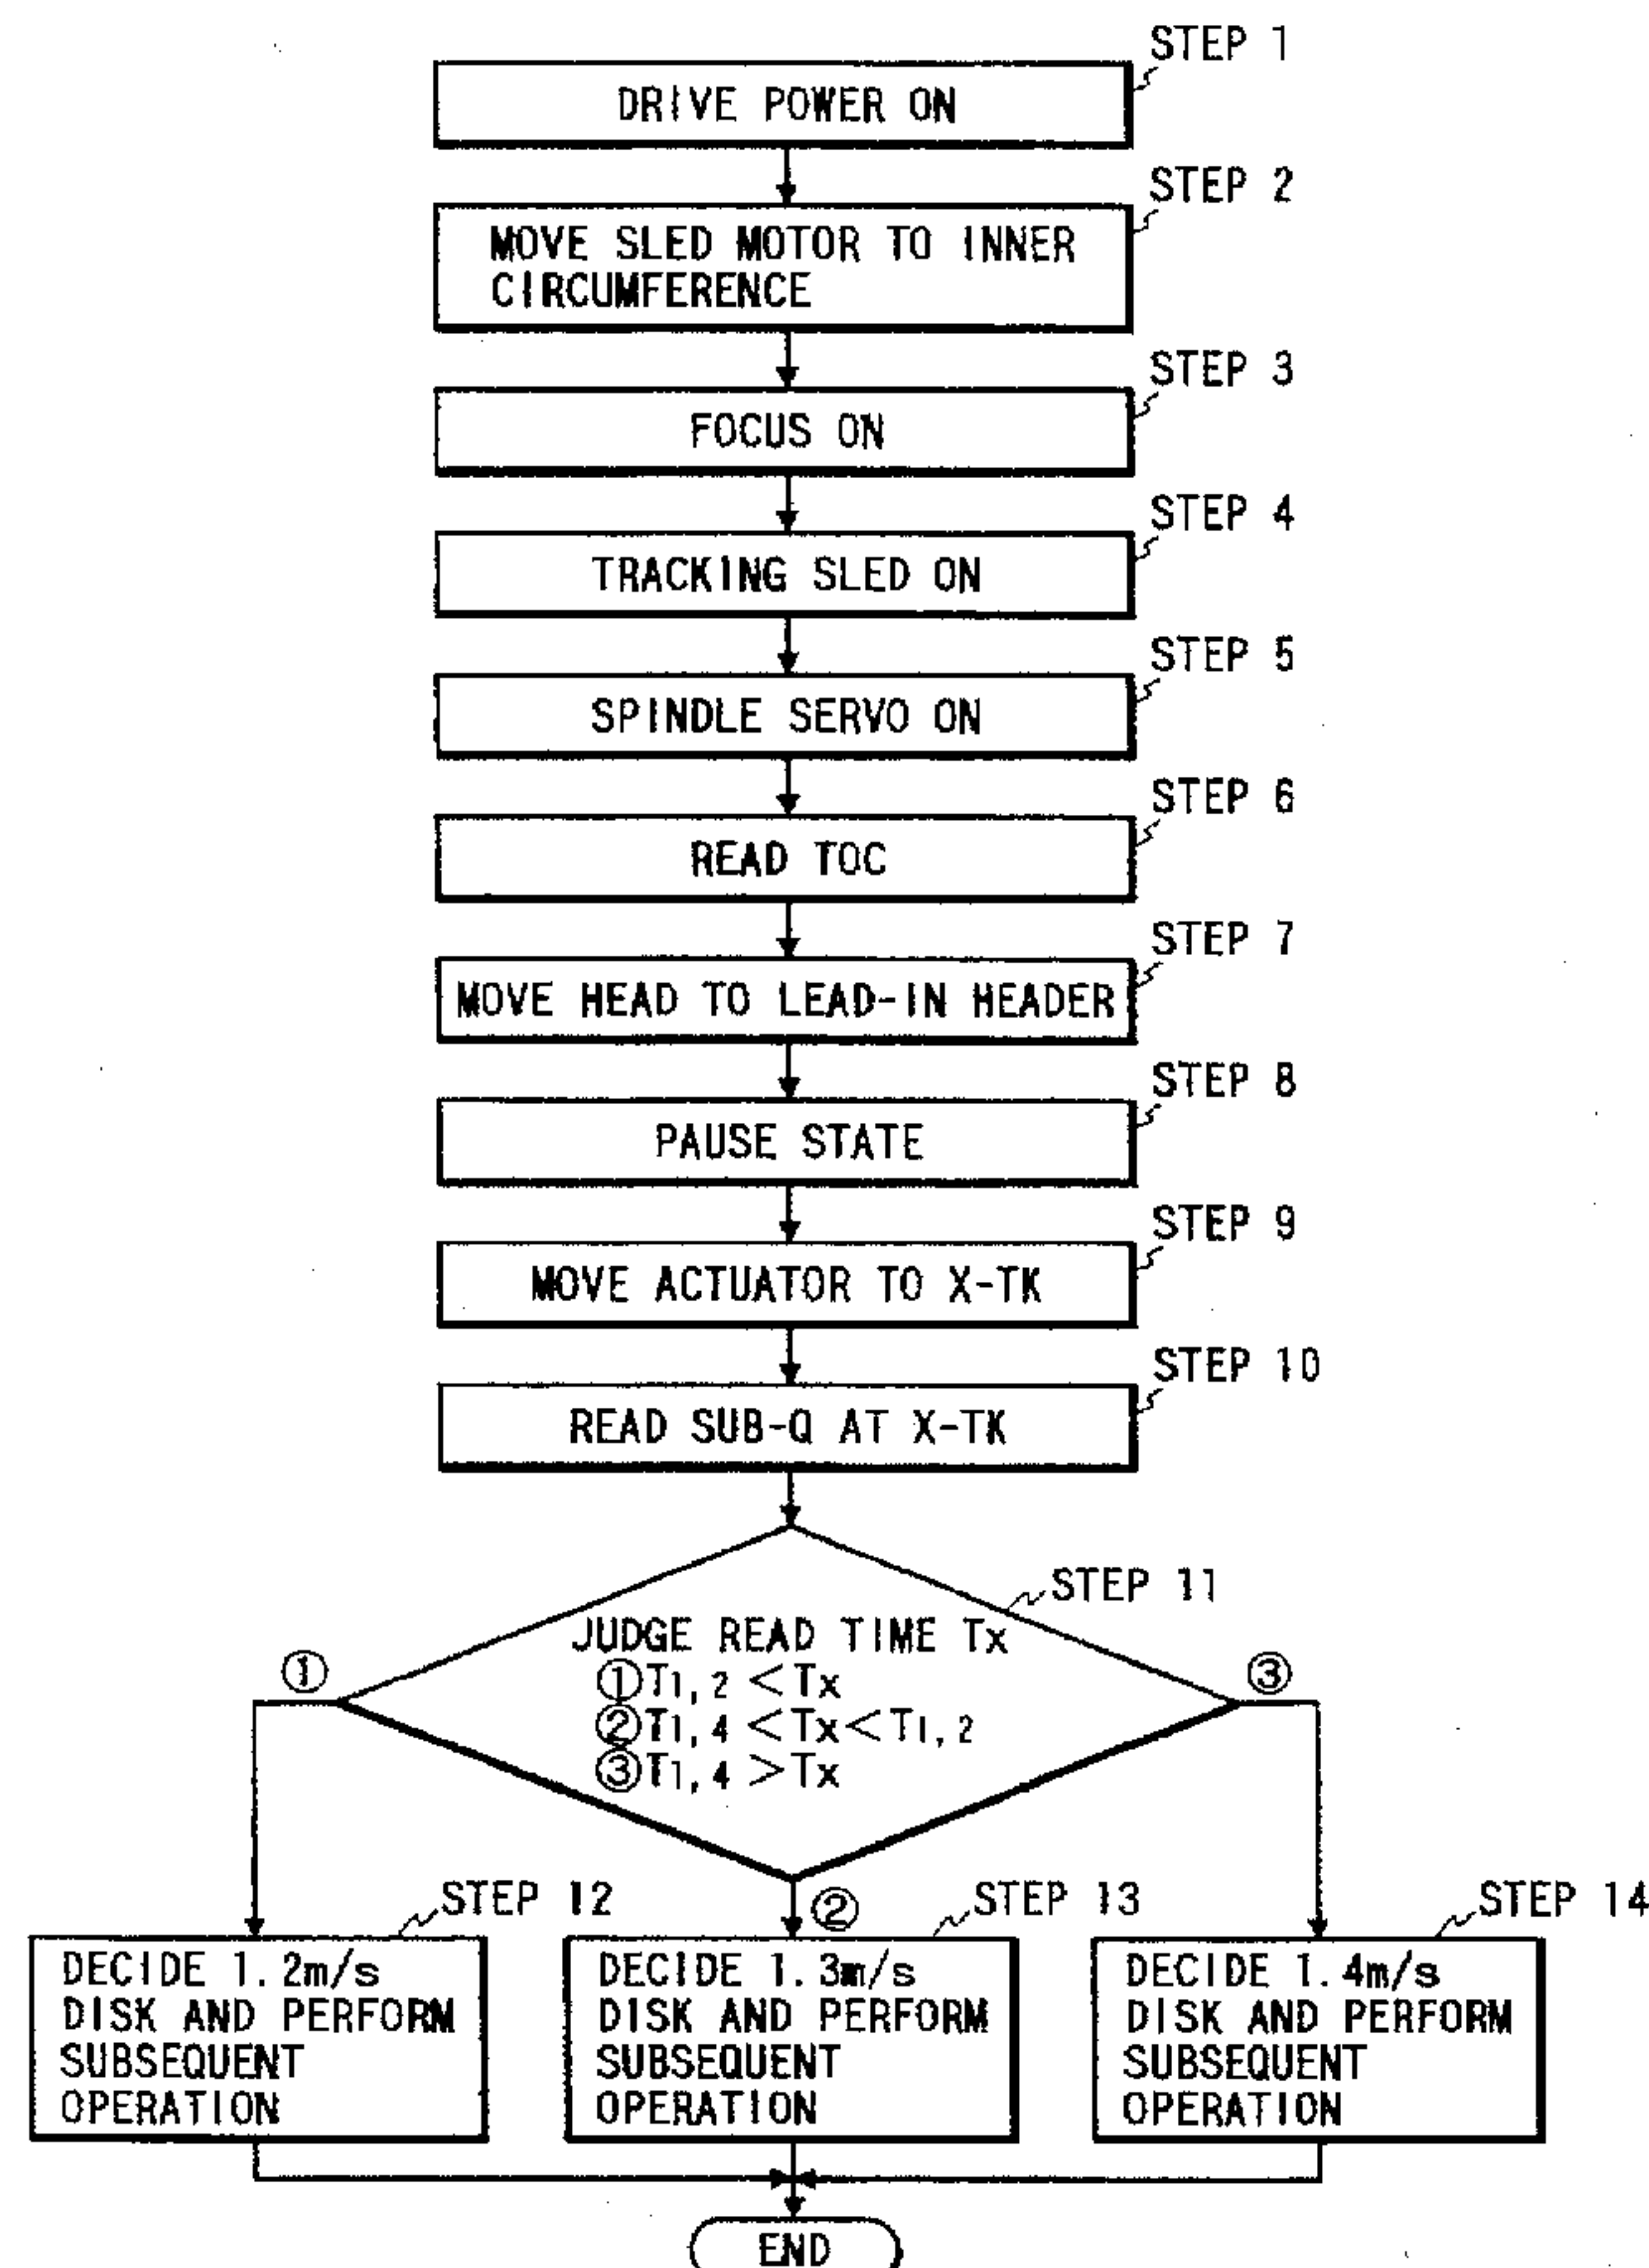 STEP 1
DRIVE POWER ON
STEP 2
MOVE SLED MOTOR TO INNER
CIRCUMFERENCE
STEP 3
FOCUS ON
STEP 4
TRACKING SLED ON
STEP 5
SPINDLE SERVO ON
STEP 6
READ TOC
STEP 7
MOVE HEAD TO LEAD-IN HEADER
STEP 8
PAUSE STATE
STEP 9
MOVE ACTUATOR TO X-TK
STEP 10
READ SUB-Q AT X-TK
STEP 11
JUDGE READ TIME Tx
①T1,2 <Tx
②T1,4 <Tx<T1,2
③T1,4 >Tx
①
③
②
STEP 12
DECIDE 1.2m/s
DISK AND PERFORM
SUBSEQUENT
OPERATION
STEP 13
DECIDE 1.3m/s
DISK AND PERFORM
SUBSEQUENT
OPERATION
STEP 14
DECIDE 1.4m/s
DISK AND PERFORM
SUBSEQUENT
OPERATION
END